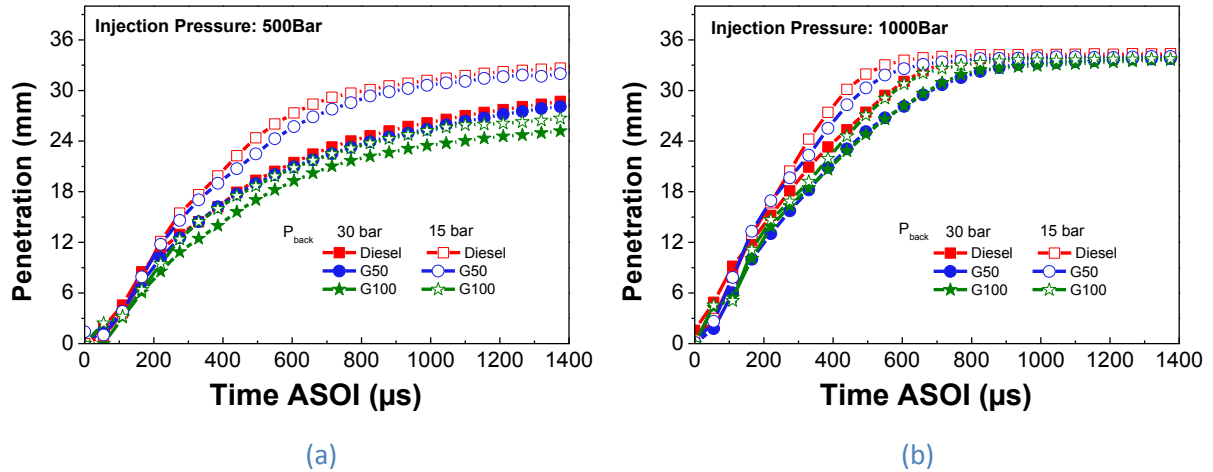 Injection Pressure: 500Bar
Penetration (mm)
36
30
24
18
12
6
0
P_back 30 bar 15 bar
Diesel Diesel
G50 G50
G100 G100
0 200 400 600 800 1000 1200 1400
Time ASOI (µs)
(a)
Injection Pressure: 1000Bar
Penetration (mm)
36
30
24
18
12
6
0
P_back 30 bar 15 bar
Diesel Diesel
G50 G50
G100 G100
0 200 400 600 800 1000 1200 1400
Time ASOI (µs)
(b)